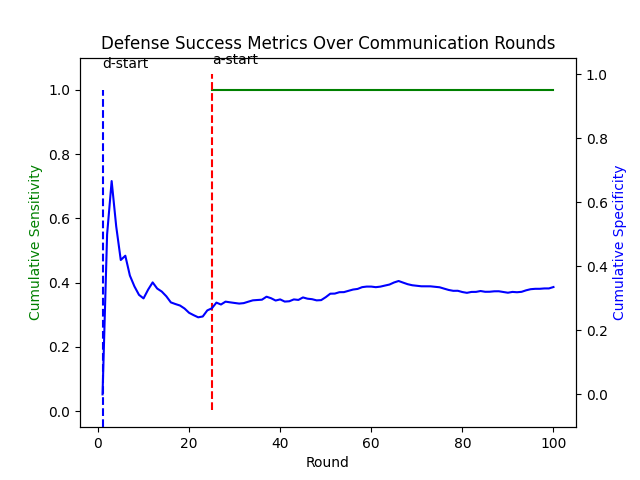 Defense Success Metrics Over Communication Rounds
d-start
a-start
1.0
0.8
0.6
0.4
0.2
0.0
Cumulative Sensitivity
1.0
0.8
0.6
0.4
0.2
0.0
Cumulative Specificity
0 20 40 60 80 100
Round